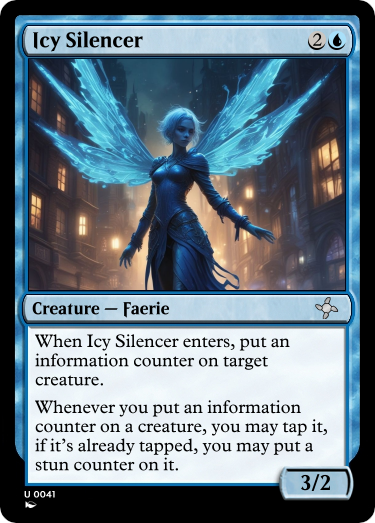 Icy Silencer 2
Creature — Faerie
When Icy Silencer enters, put an
information counter on target
creature.
Whenever you put an information
counter on a creature, you may tap it,
if it's already tapped, you may put a
stun counter on it.
3/2
U 0041